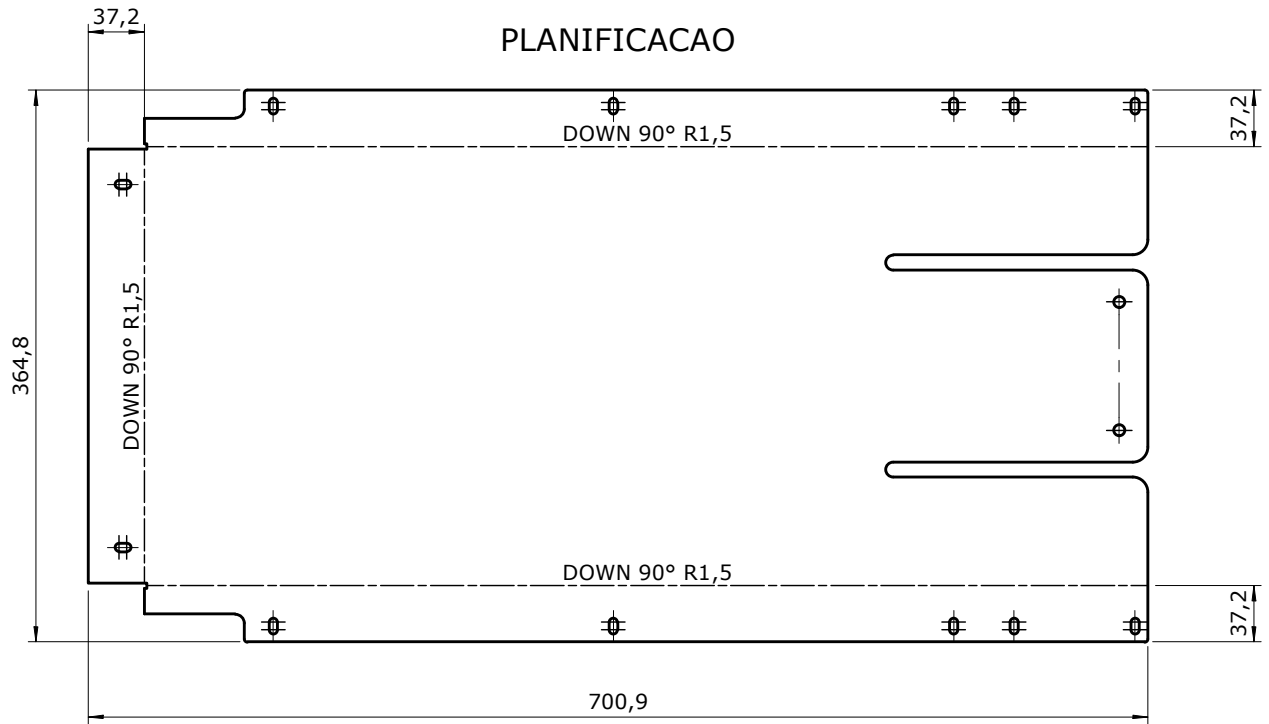 37,2
PLANIFICACAO
DOWN 90° R1,5
37,2
364,8
DOWN 90° R1,5
DOWN 90° R1,5
37,2
700,9